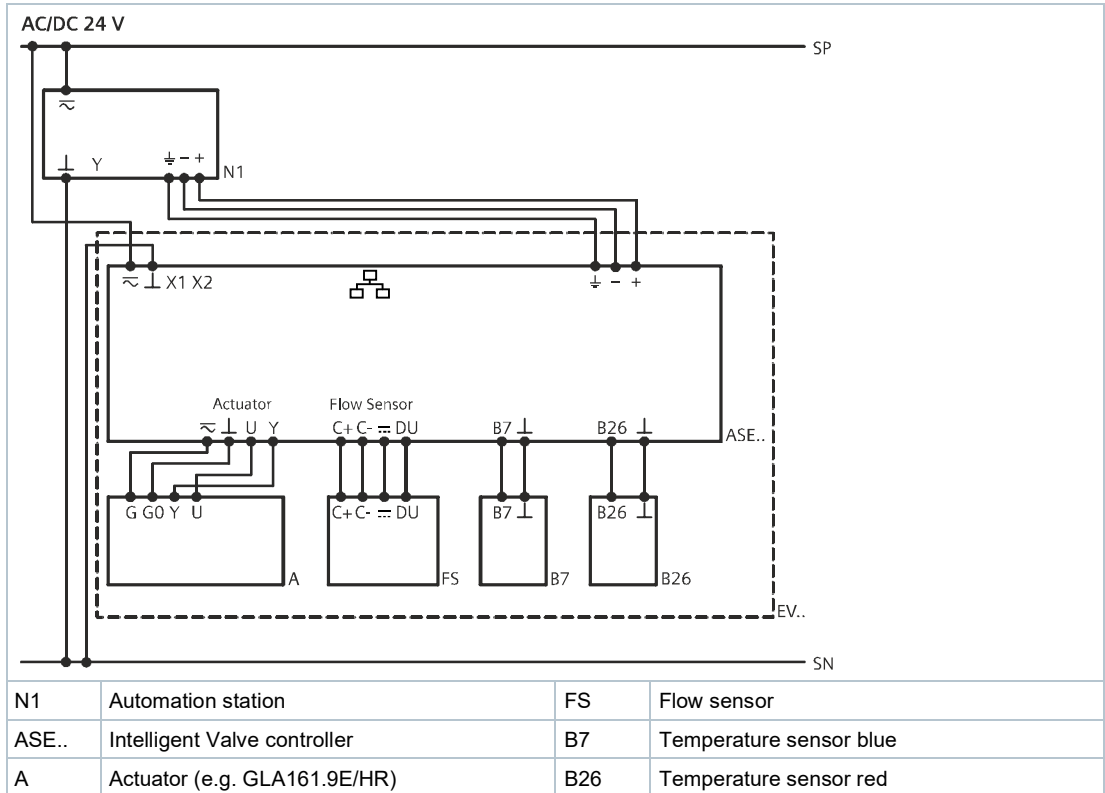 AC/DC 24 V
SP
⏦
⊥ Y
⏚ − +
N1
⏦ ⊥ X1 X2
⏚ − +
Actuator
Flow Sensor
⏦ ⊥ U Y
C+ C- ⎓ DU
B7 ⊥
B26 ⊥
ASE..
G G0 Y U
C+ C- ⎓ DU
B7 ⊥
B26 ⊥
A
FS
B7
B26
EV..
SN
N1 Automation station FS Flow sensor
ASE.. Intelligent Valve controller B7 Temperature sensor blue
A Actuator (e.g. GLA161.9E/HR) B26 Temperature sensor red